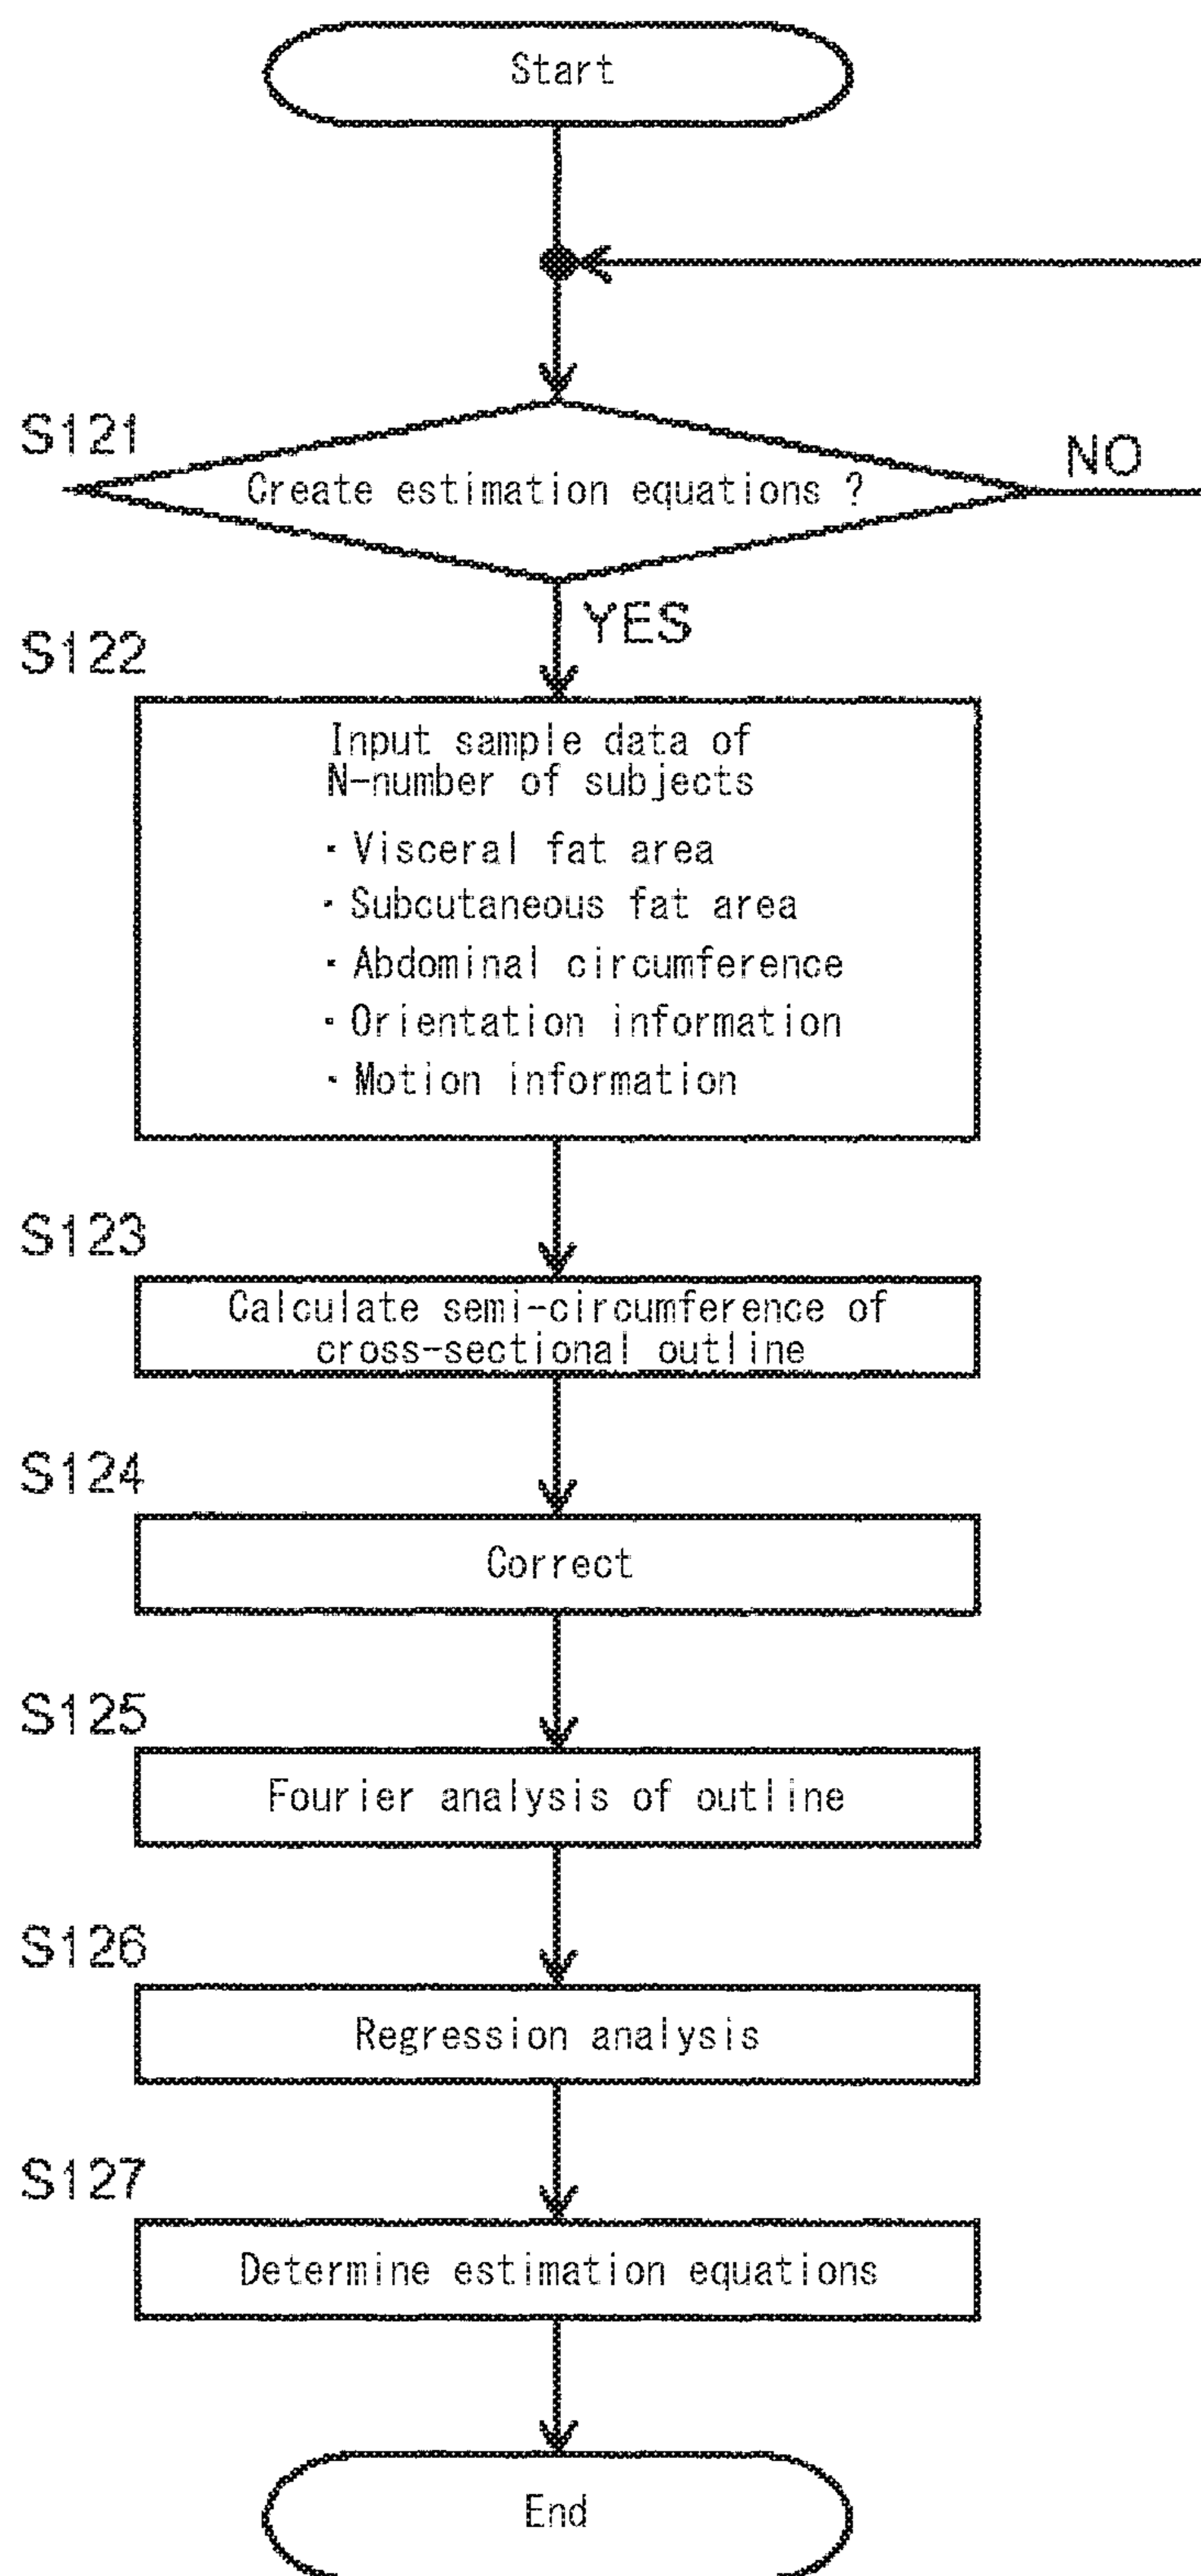 Start
S121
Create estimation equations ?
NO
YES
S122
Input sample data of
N-number of subjects
・Visceral fat area
・Subcutaneous fat area
・Abdominal circumference
・Orientation information
・Motion information
S123
Calculate semi-circumference of
cross-sectional outline
S124
Correct
S125
Fourier analysis of outline
S126
Regression analysis
S127
Determine estimation equations
End